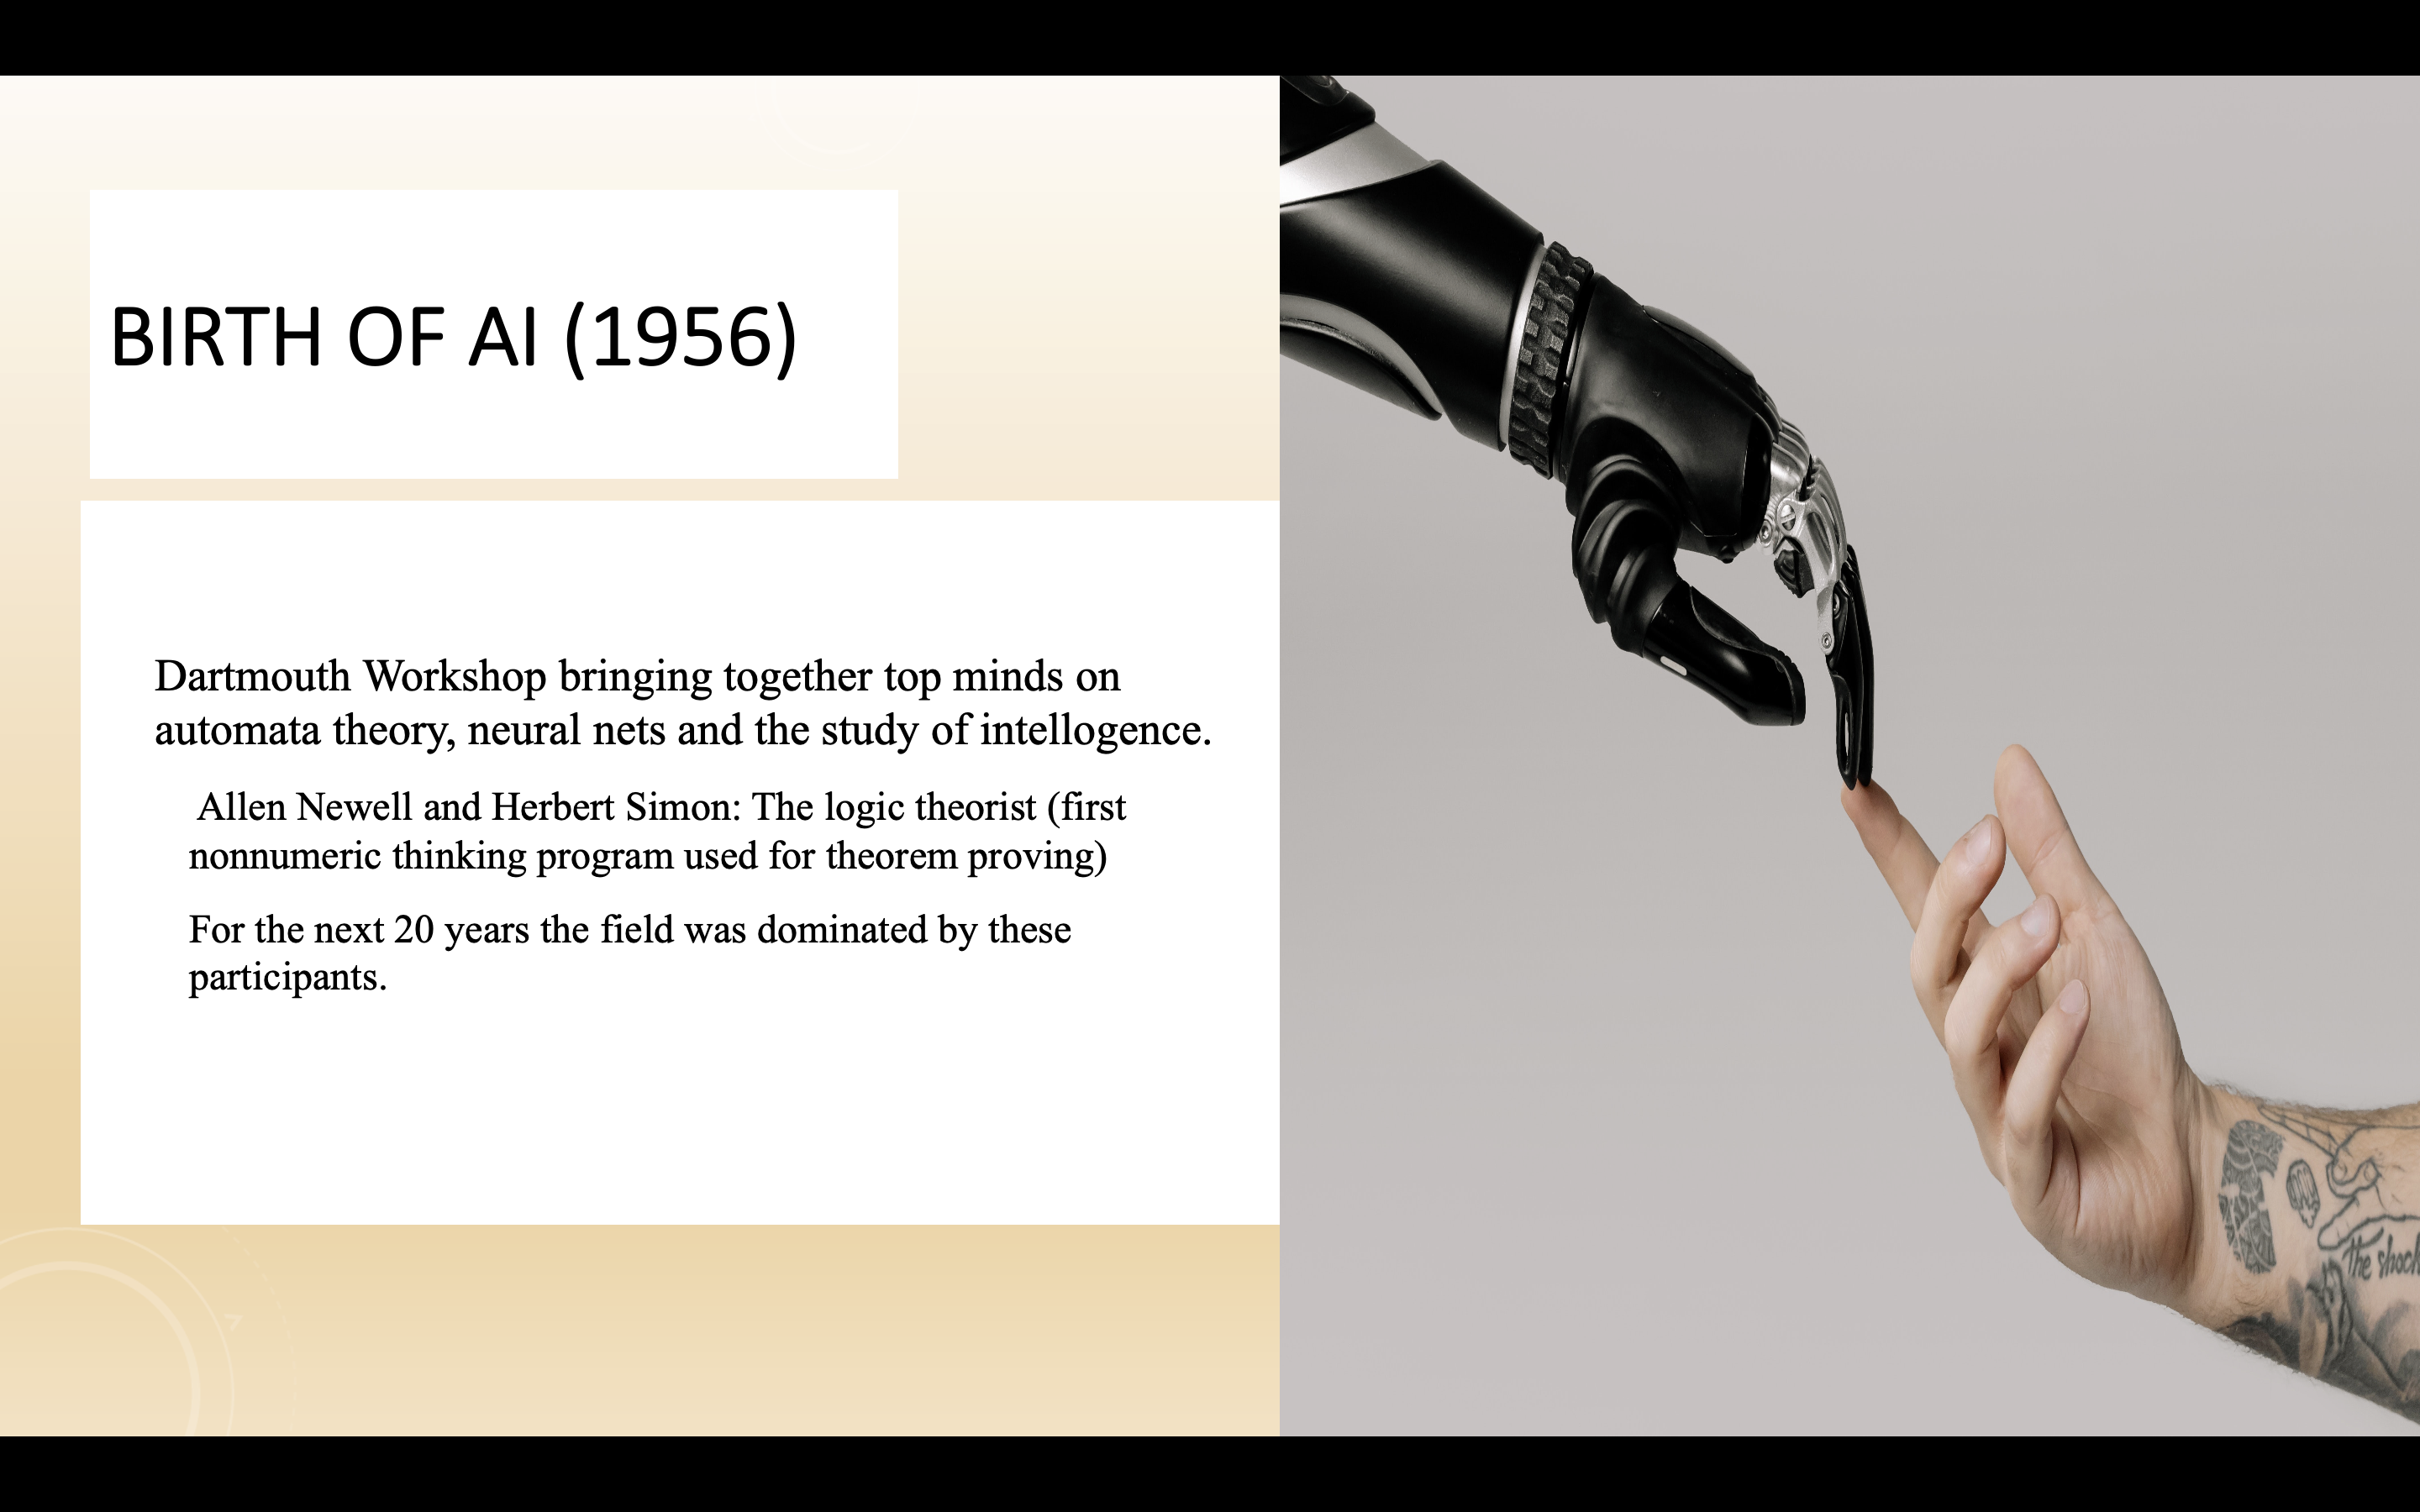 BIRTH OF AI (1956)
Dartmouth Workshop bringing together top minds on
automata theory, neural nets and the study of intellogence.
Allen Newell and Herbert Simon: The logic theorist (first
nonnumeric thinking program used for theorem proving)
For the next 20 years the field was dominated by these
participants.
the shock